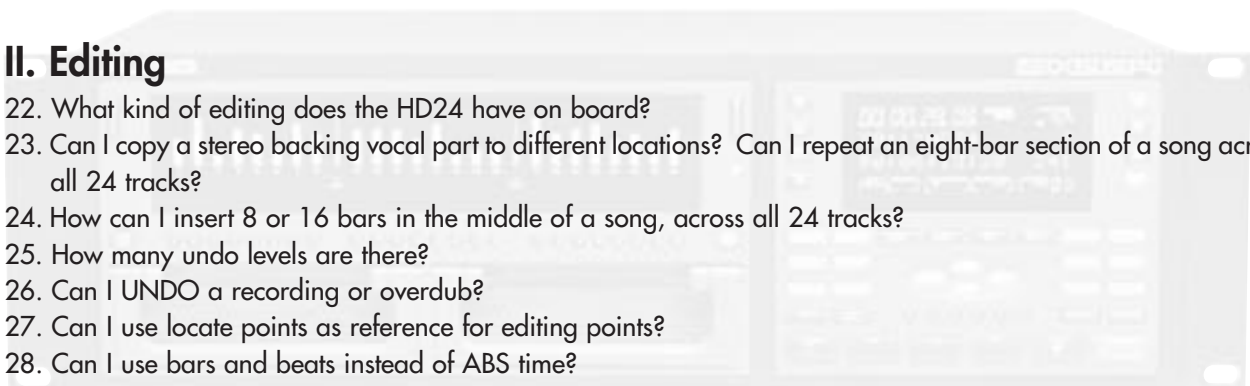 II. Editing
22. What kind of editing does the HD24 have on board?
23. Can I copy a stereo backing vocal part to different locations?  Can I repeat an eight-bar section of a song
all 24 tracks?
24. How can I insert 8 or 16 bars in the middle of a song, across all 24 tracks?
25. How many undo levels are there?
26. Can I UNDO a recording or overdub?
27. Can I use locate points as reference for editing points?
28. Can I use bars and beats instead of ABS time?